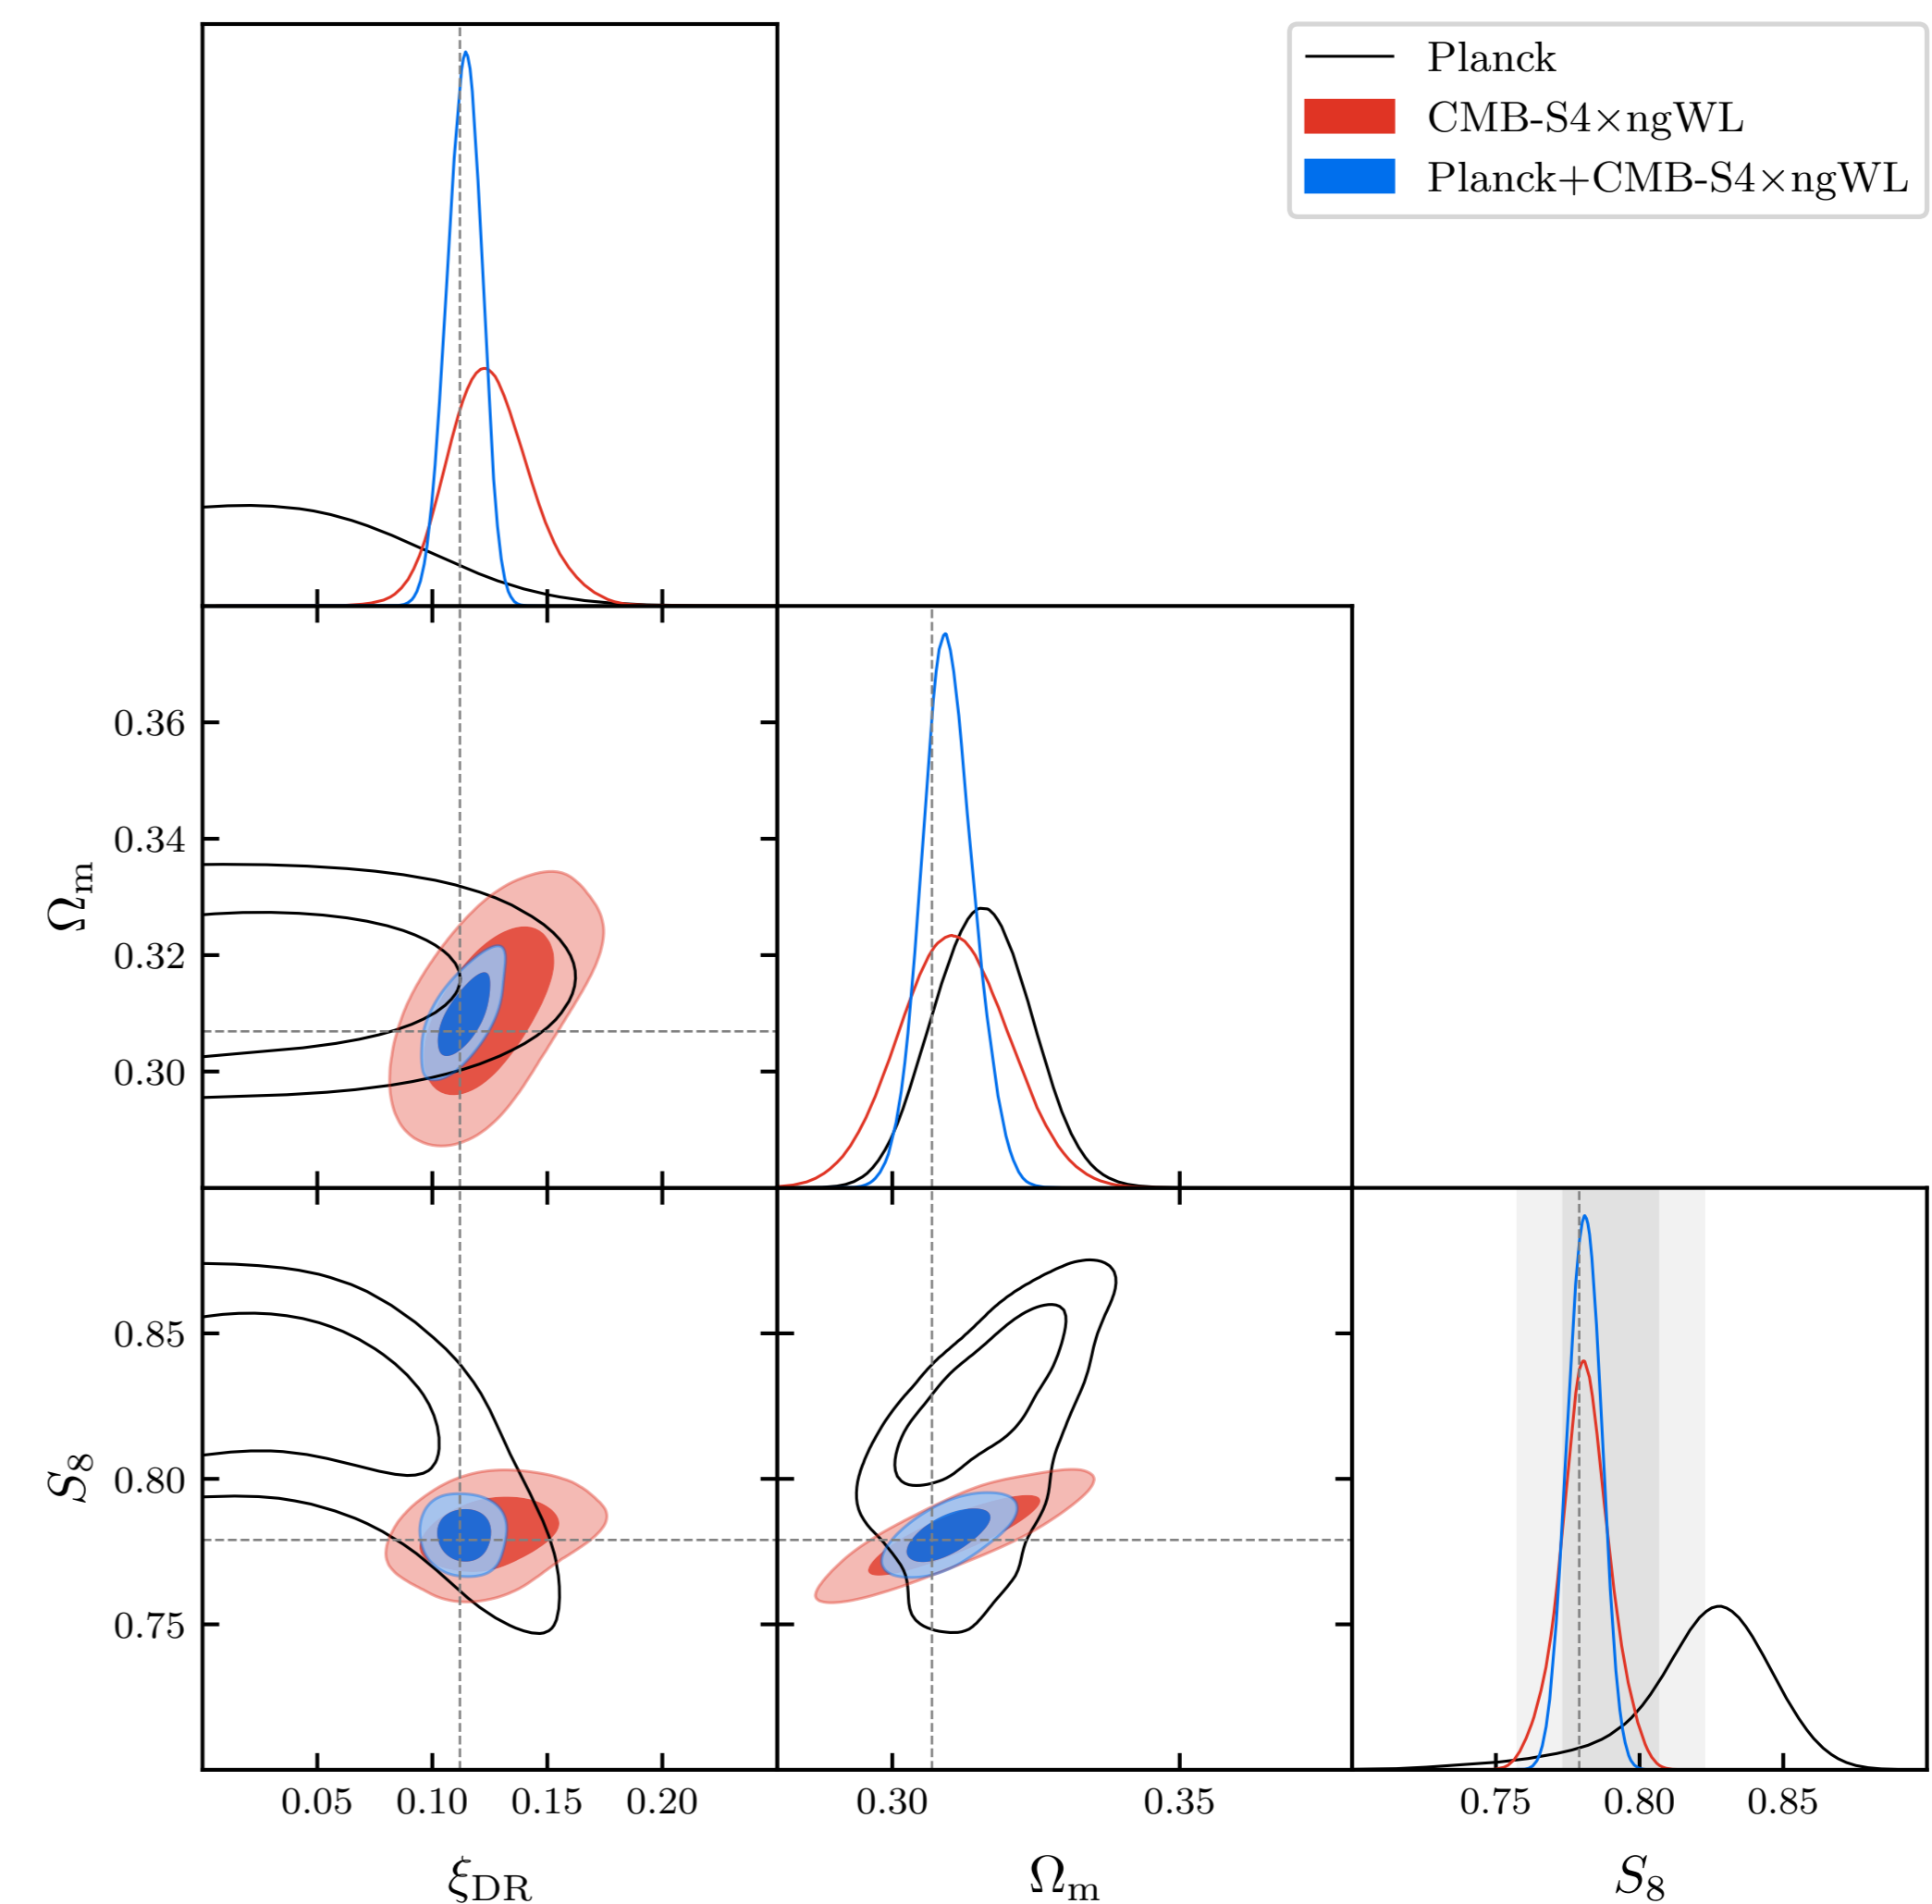 Planck
CMB-S4×ngWL
Planck+CMB-S4×ngWL
0.36
0.34
0.32
0.30
Ωm
0.85
0.80
0.75
S8
0.05 0.10 0.15 0.20 0.30 0.35 0.75 0.80 0.85
ξDR Ωm S8